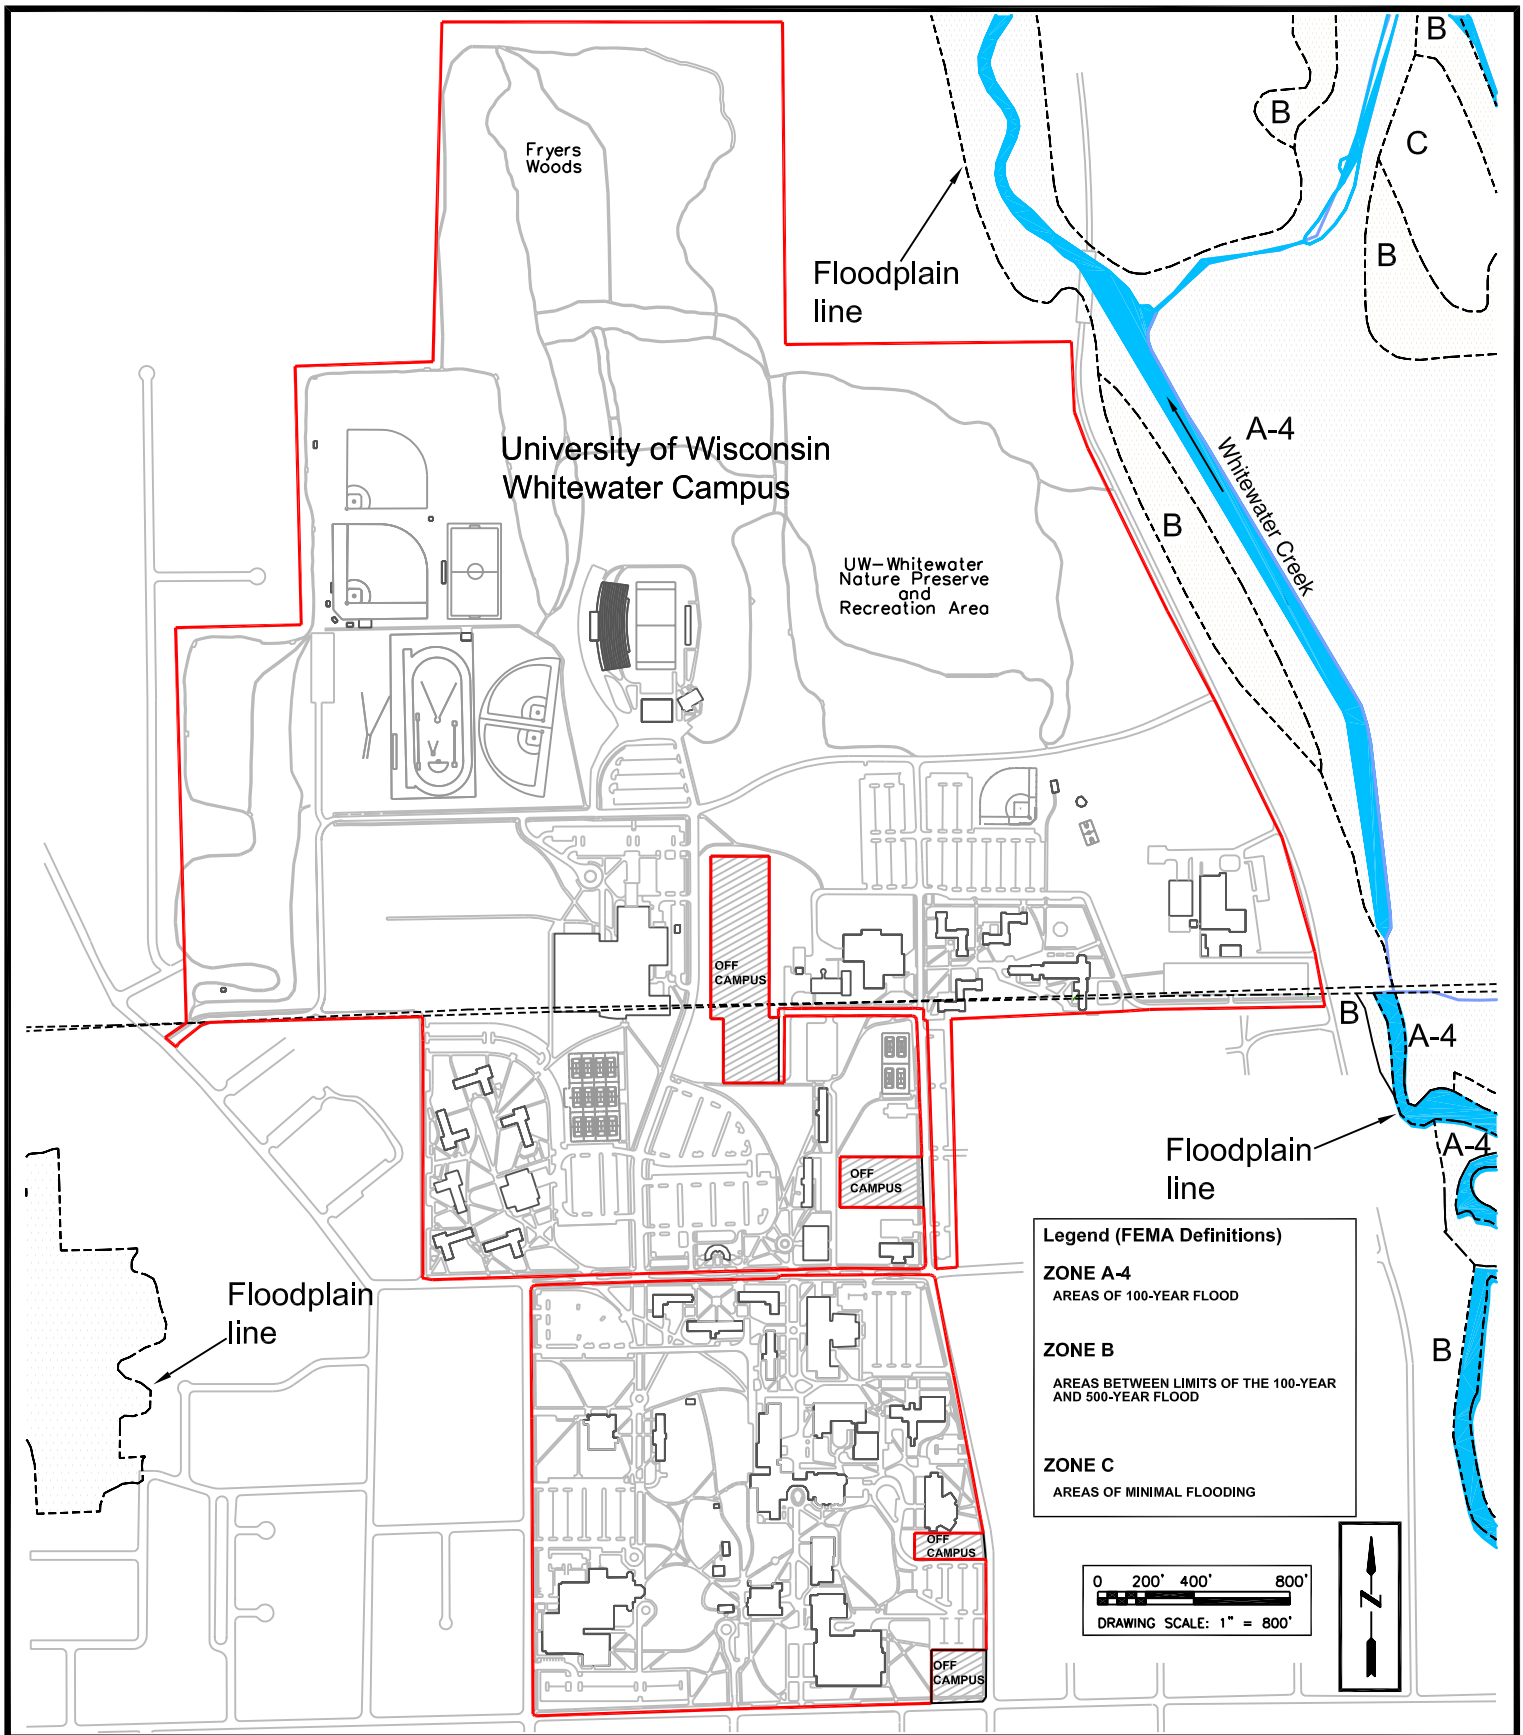 B
B
C
Fryers
Woods
B
Floodplain
line
A-4
University of Wisconsin
Whitewater Campus
Whitewater Creek
B
UW-Whitewater
Nature Preserve
and
Recreation Area
OFF
CAMPUS
B
A-4
Floodplain
line
A-4
OFF
CAMPUS
Legend (FEMA Definitions)
ZONE A-4
AREAS OF 100-YEAR FLOOD
ZONE B
AREAS BETWEEN LIMITS OF THE 100-YEAR
AND 500-YEAR FLOOD
ZONE C
AREAS OF MINIMAL FLOODING
Floodplain
line
B
OFF
CAMPUS
0 200' 400' 800'
DRAWING SCALE: 1" = 800'
N
OFF
CAMPUS